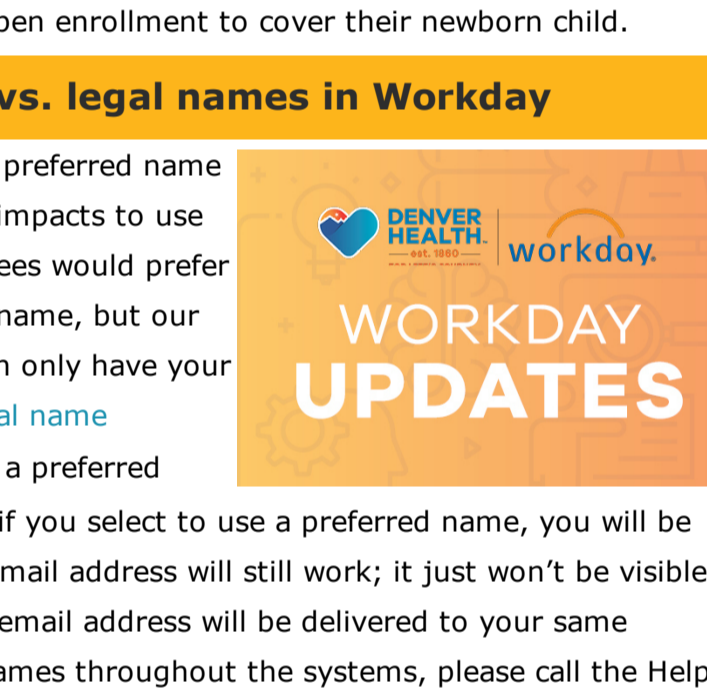 pen enrollment to cover their newborn child.
vs. legal names in Workday
preferred name
impacts to use
ees would prefer
name, but our
n only have your
al name
a preferred
DENVER
HEALTH™
est. 1860
workday.
WORKDAY
UPDATES
if you select to use a preferred name, you will be
mail address will still work; it just won't be visible
email address will be delivered to your same
ames throughout the systems, please call the Help